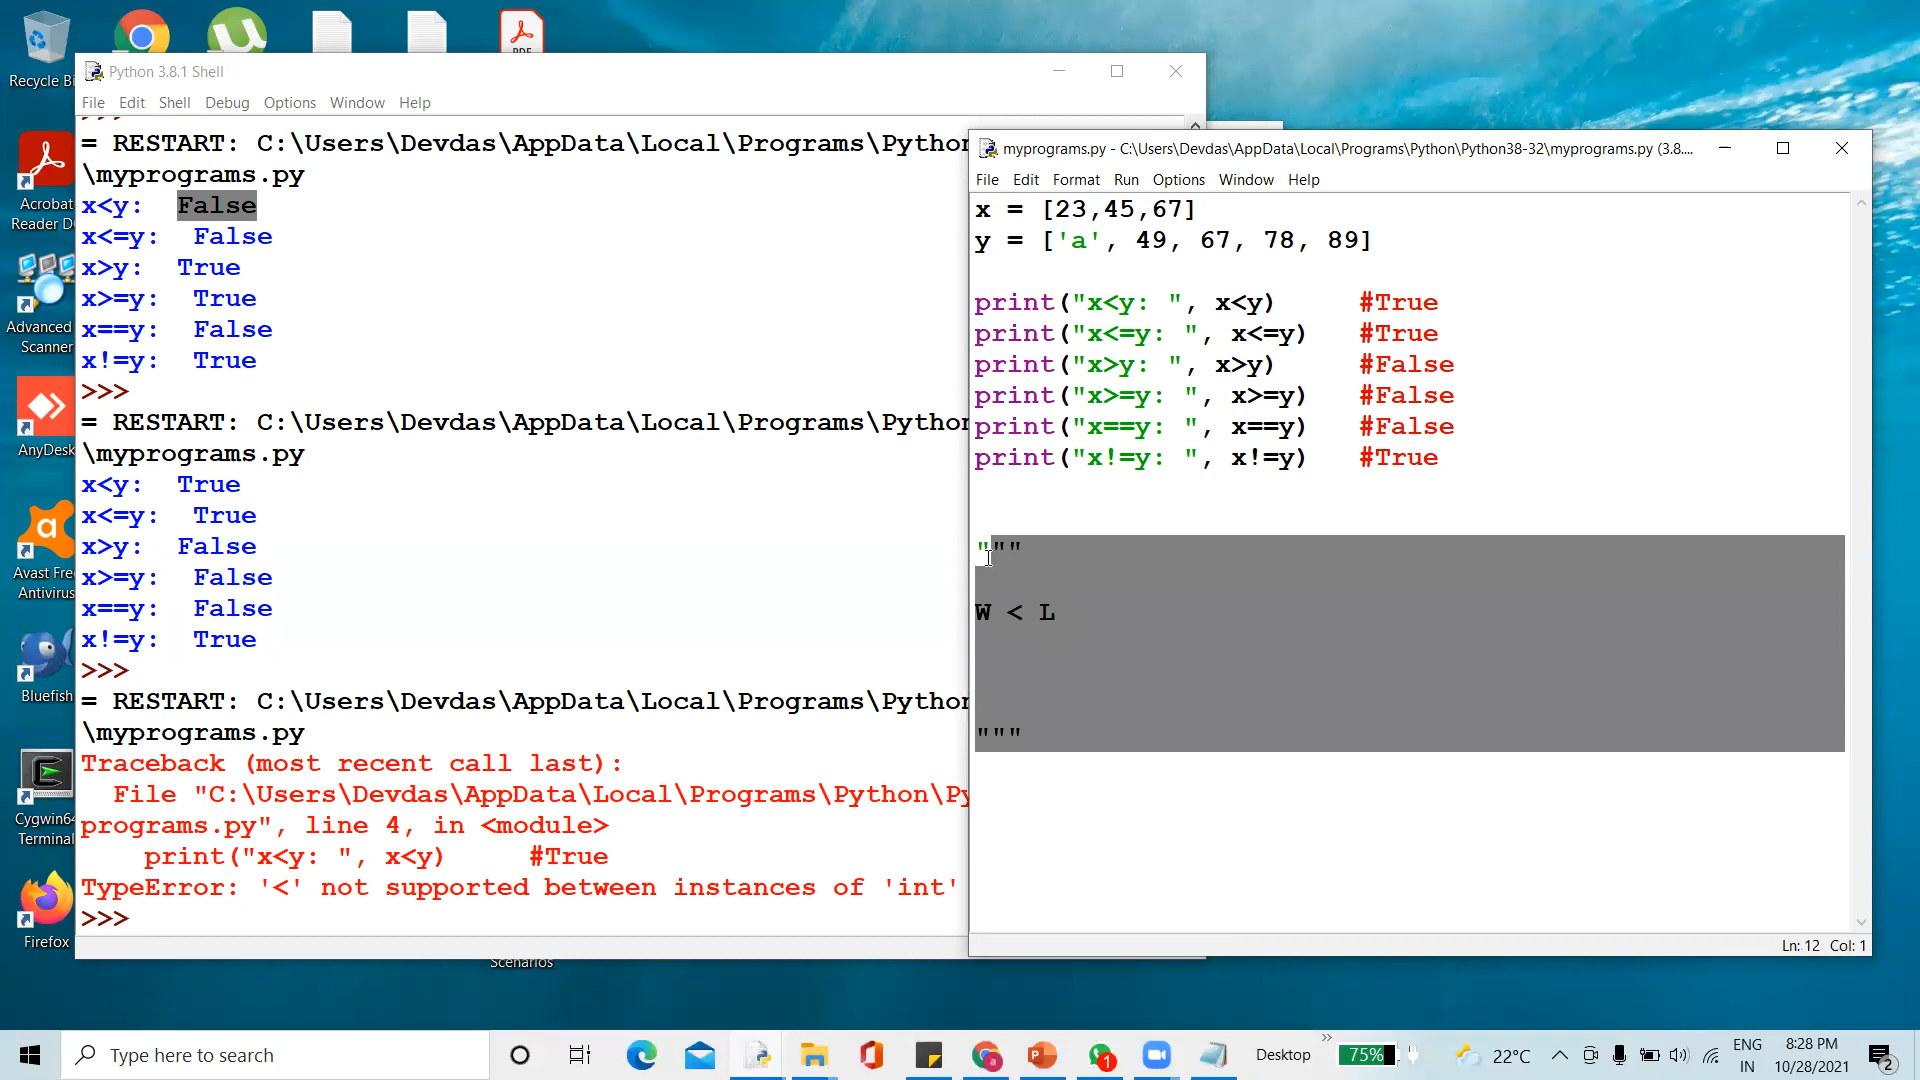 Recycle Bi
PDF
Acrobat
Reader D
Advanced
Scanner
AnyDesk
Avast Fre
Antivirus
Bluefish
Cygwin64
Terminal
Firefox
Scenarios
Python 3.8.1 Shell
File Edit Shell Debug Options Window Help
>>>
= RESTART: C:\Users\Devdas\AppData\Local\Programs\Python
\myprograms.py
x<y:  False
x<=y:  False
x>y:  True
x>=y:  True
x==y:  False
x!=y:  True
>>>
= RESTART: C:\Users\Devdas\AppData\Local\Programs\Python
\myprograms.py
x<y:  True
x<=y:  True
x>y:  False
x>=y:  False
x==y:  False
x!=y:  True
>>>
= RESTART: C:\Users\Devdas\AppData\Local\Programs\Python
\myprograms.py
Traceback (most recent call last):
File "C:\Users\Devdas\AppData\Local\Programs\Python\Py
programs.py", line 4, in <module>
print("x<y: ", x<y)     #True
TypeError: '<' not supported between instances of 'int'
>>>
myprograms.py - C:\Users\Devdas\AppData\Local\Programs\Python\Python38-32\myprograms.py (3.8....
File Edit Format Run Options Window Help
x = [23,45,67]
y = ['a', 49, 67, 78, 89]
print("x<y: ", x<y)     #True
print("x<=y: ", x<=y)   #True
print("x>y: ", x>y)     #False
print("x>=y: ", x>=y)   #False
print("x==y: ", x==y)   #False
print("x!=y: ", x!=y)   #True
"""
W < L
"""
Ln: 12 Col: 1
Type here to search
1
Desktop
»
75%
22°C
ENG
IN
8:28 PM
10/28/2021
2